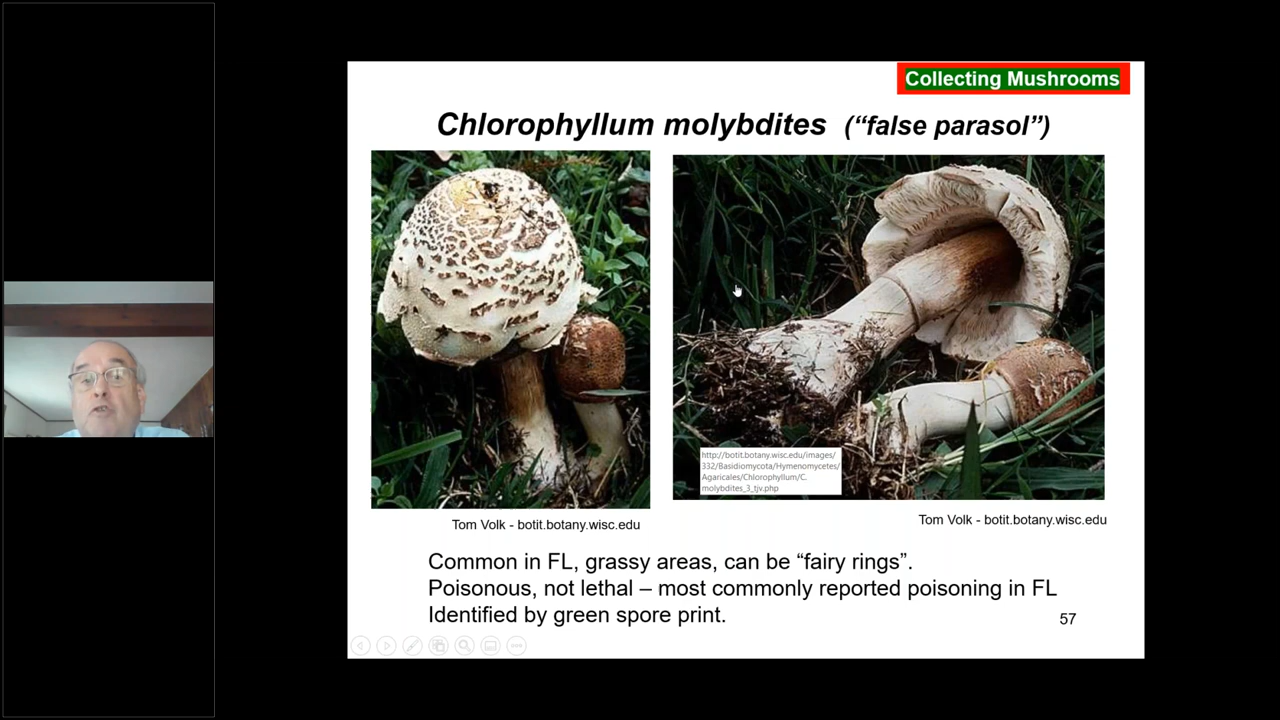 Collecting Mushrooms
Chlorophyllum molybdites (“false parasol”)
http://botit.botany.wisc.edu/images/
332/Basidiomycota/Hymenomycetes/
Agaricales/Chlorophyllum/C.
molybdites_3_tjv.php
Tom Volk - botit.botany.wisc.edu
Tom Volk - botit.botany.wisc.edu
Common in FL, grassy areas, can be “fairy rings”.
Poisonous, not lethal – most commonly reported poisoning in FL
Identified by green spore print.
57